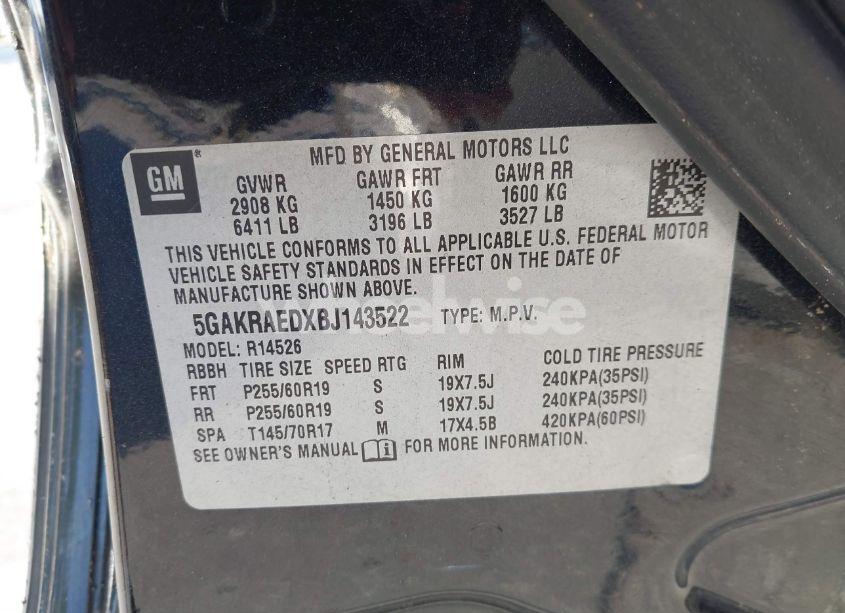 GM
MFD BY GENERAL MOTORS LLC
GVWR GAWR FRT GAWR RR
2908 KG 1450 KG 1600 KG
6411 LB 3196 LB 3527 LB
THIS VEHICLE CONFORMS TO ALL APPLICABLE U.S. FEDERAL MOTOR
VEHICLE SAFETY STANDARDS IN EFFECT ON THE DATE OF
MANUFACTURE SHOWN ABOVE.
5GAKRAEDXBJ143522 TYPE: M.P.V.
MODEL: R14526
RBBH TIRE SIZE SPEED RTG RIM COLD TIRE PRESSURE
FRT P255/60R19 S 19X7.5J 240KPA(35PSI)
RR P255/60R19 S 19X7.5J 240KPA(35PSI)
SPA T145/70R17 M 17X4.5B 420KPA(60PSI)
SEE OWNER'S MANUAL FOR MORE INFORMATION.